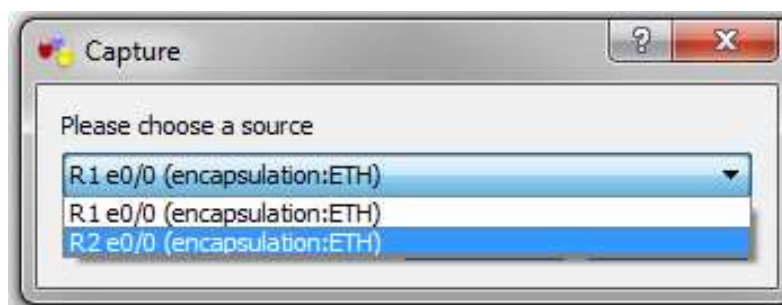 Capture
Please choose a source
R1 e0/0 (encapsulation:ETH)
R1 e0/0 (encapsulation:ETH)
R2 e0/0 (encapsulation:ETH)